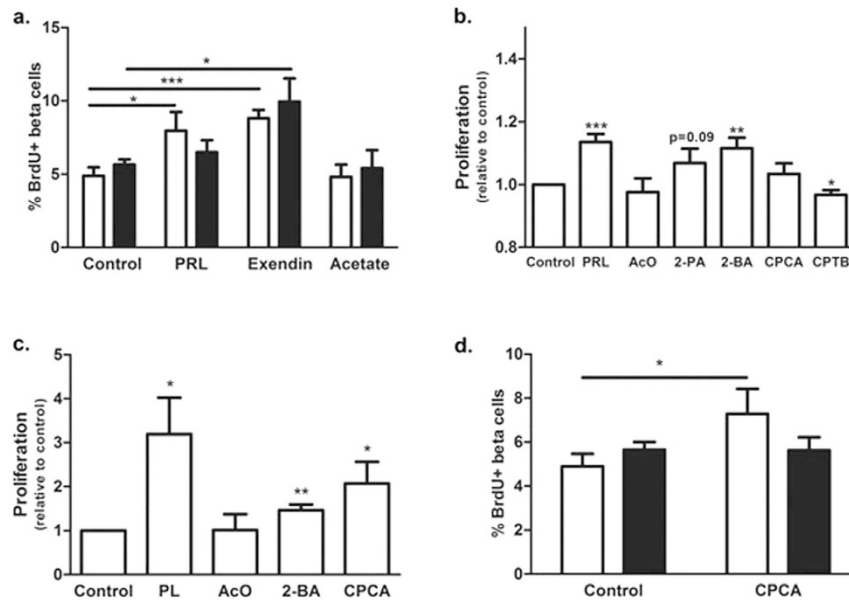 a.
15
10
5
0
% BrdU+ beta cells
*
***
*
Control PRL Exendin Acetate
b.
1.4
1.2
1.0
0.8
Proliferation
(relative to control)
***
p=0.09
**
*
Control PRL AcO 2-PA 2-BA CPCA CPTB
c.
5
4
3
2
1
0
Proliferation
(relative to control)
*
**
*
Control PL AcO 2-BA CPCA
d.
10
8
6
4
2
0
% BrdU+ beta cells
*
Control CPCA